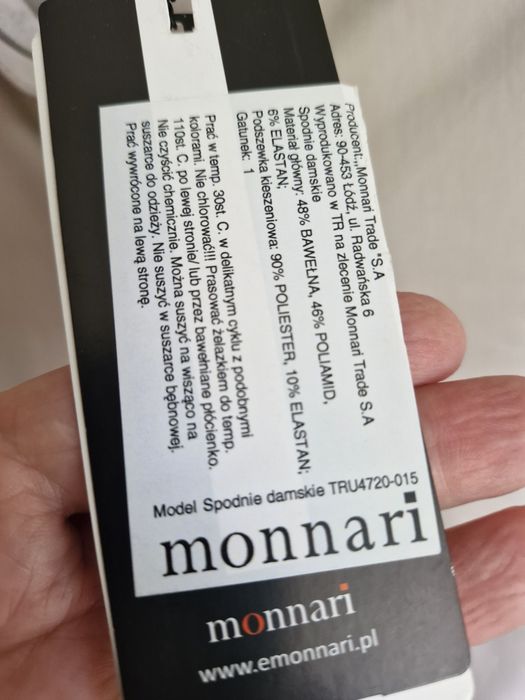 Producent:,,Monnari Trade "S.A
Adres: 90-453 Łódź, ul. Radwańska 6
Wyprodukowano w TR na zlecenie Monnari Trade S.A
Spodnie damskie
Materiał główny: 48% BAWEŁNA, 46% POLIAMID,
6% ELASTAN;
Podszewka kieszeniowa: 90% POLIESTER, 10% ELASTAN;
Gatunek: 1
Prać w temp. 30st. C. w delikatnym cyklu z podobnymi
kolorami. Nie chlorować!!! Prasować żelazkiem do temp.
110st. C. po lewej stronie/ lub przez bawełniane płócienko.
Nie czyścić chemicznie. Można suszyć na wisząco na
suszarce do odzieży. Nie suszyć w suszarce bębnowej.
Prać wywrócone na lewą stronę.
Model Spodnie damskie TRU4720-015
monnari
monnari
www.emonnari.pl